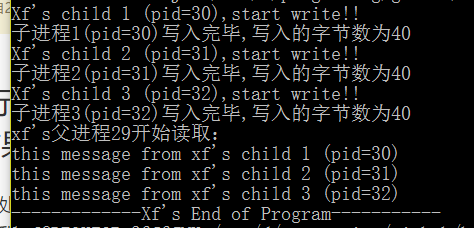 Xf's child 1 (pid=30),start write!!
子进程1(pid=30)写入完毕,写入的字节数为40
Xf's child 2 (pid=31),start write!!
子进程2(pid=31)写入完毕,写入的字节数为40
Xf's child 3 (pid=32),start write!!
子进程3(pid=32)写入完毕,写入的字节数为40
xf's父进程29开始读取:
this message from xf's child 1 (pid=30)
this message from xf's child 2 (pid=31)
this message from xf's child 3 (pid=32)
--------------Xf's End of Program------------